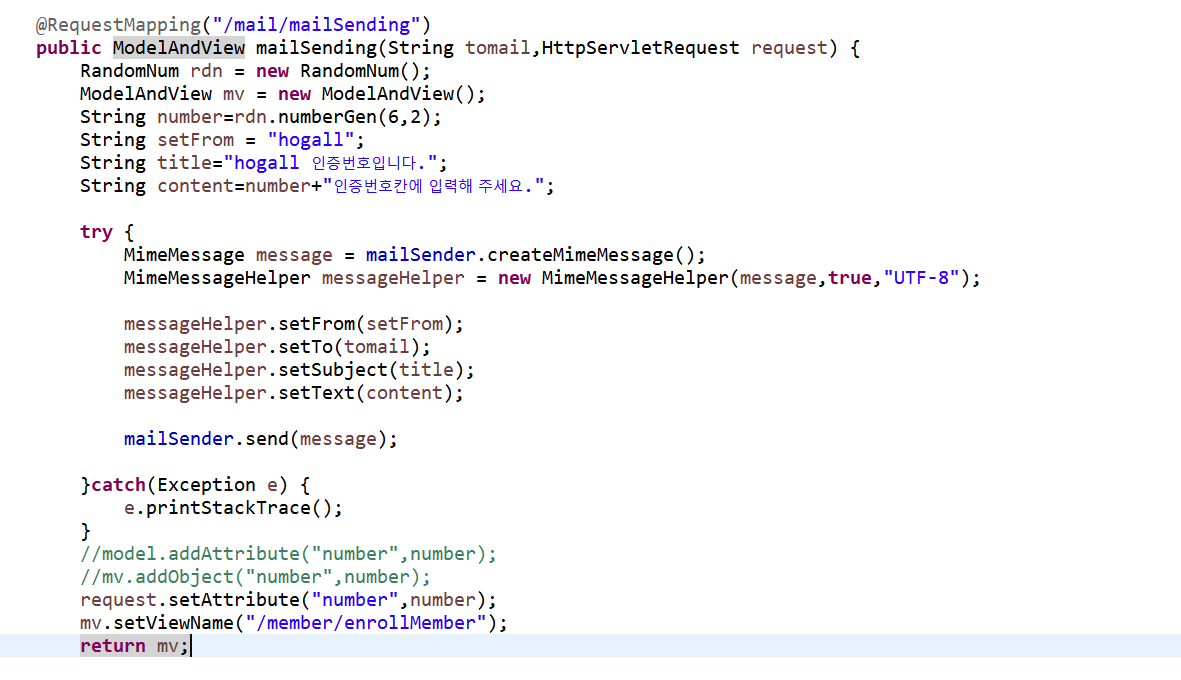 @RequestMapping("/mail/mailSending")
public ModelAndView mailSending(String tomail,HttpServletRequest request) {
RandomNum rdn = new RandomNum();
ModelAndView mv = new ModelAndView();
String number=rdn.numberGen(6,2);
String setFrom = "hogall";
String title="hogall 인증번호입니다.";
String content=number+"인증번호칸에 입력해 주세요.";
try {
MimeMessage message = mailSender.createMimeMessage();
MimeMessageHelper messageHelper = new MimeMessageHelper(message,true,"UTF-8");
messageHelper.setFrom(setFrom);
messageHelper.setTo(tomail);
messageHelper.setSubject(title);
messageHelper.setText(content);
mailSender.send(message);
}catch(Exception e) {
e.printStackTrace();
}
//model.addAttribute("number",number);
//mv.addObject("number",number);
request.setAttribute("number",number);
mv.setViewName("/member/enrollMember");
return mv;